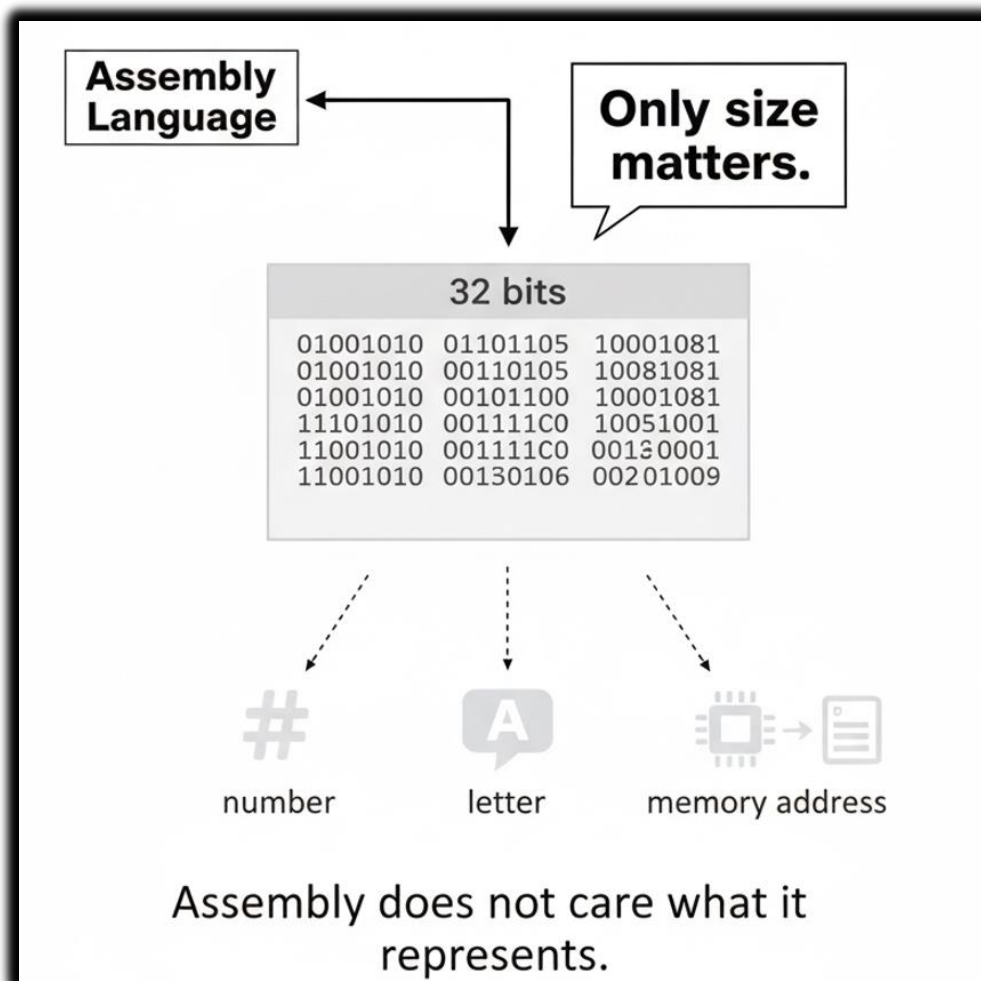 Assembly
Language
Only size
matters.
32 bits
01001010 01101105 10001081
01001010 00110105 10081081
01001010 00101100 10001081
11101010 001111C0 10051001
11001010 001111C0
11001010 00130106 00201009
#
A
number
letter
memory address
Assembly does not care what it
represents.